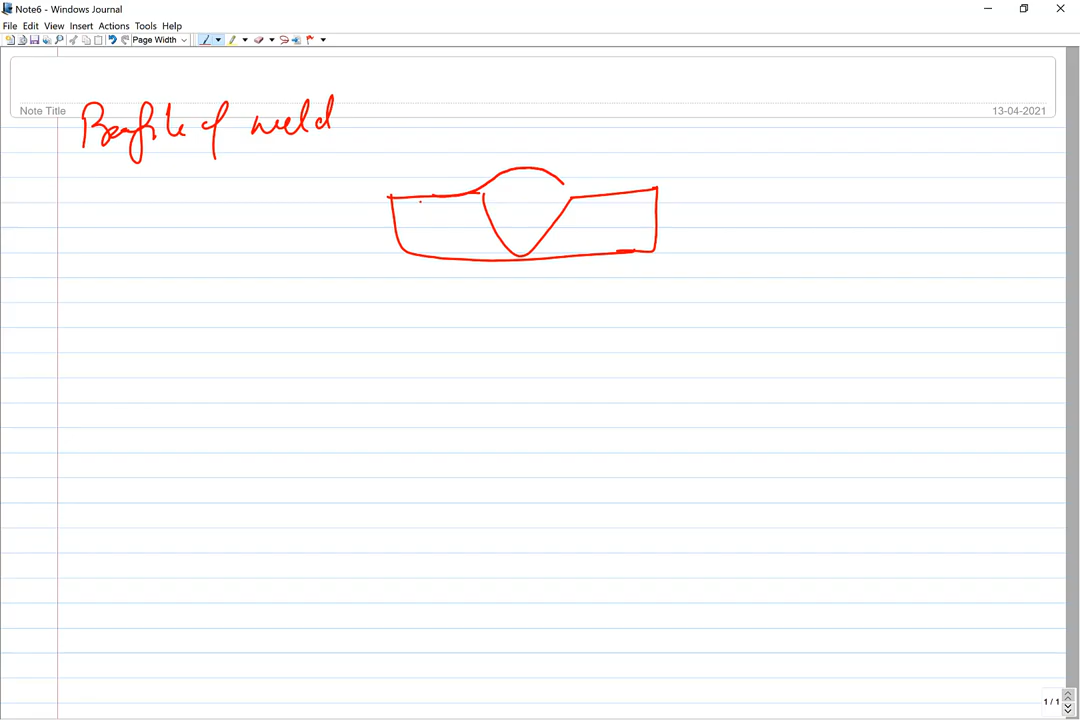 Note6 - Windows Journal
File Edit View Insert Actions Tools Help
Page Width
Note Title
13-04-2021
of weld
1 / 1